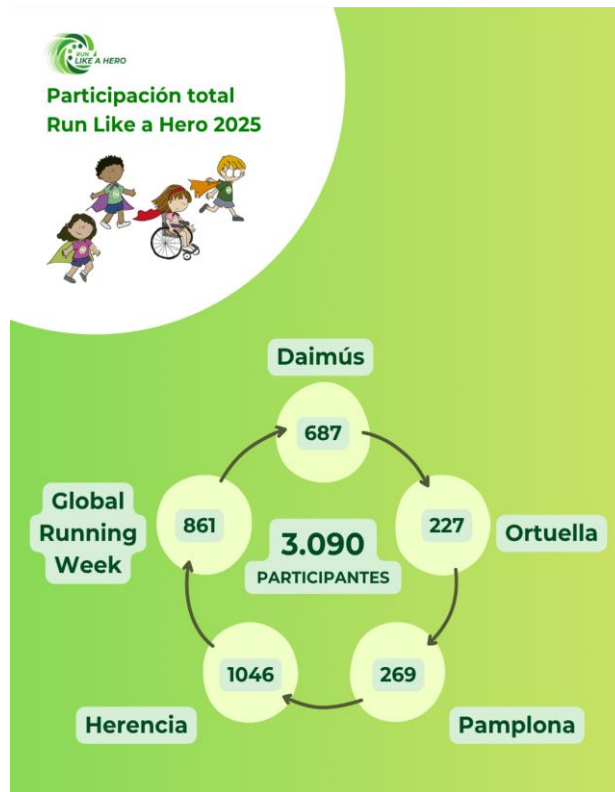 RUN
LIKE A HERO
Participación total
Run Like a Hero 2025
Daimús
687
Global
Running
Week
861
3.090
PARTICIPANTES
227
Ortuella
1046
269
Herencia
Pamplona